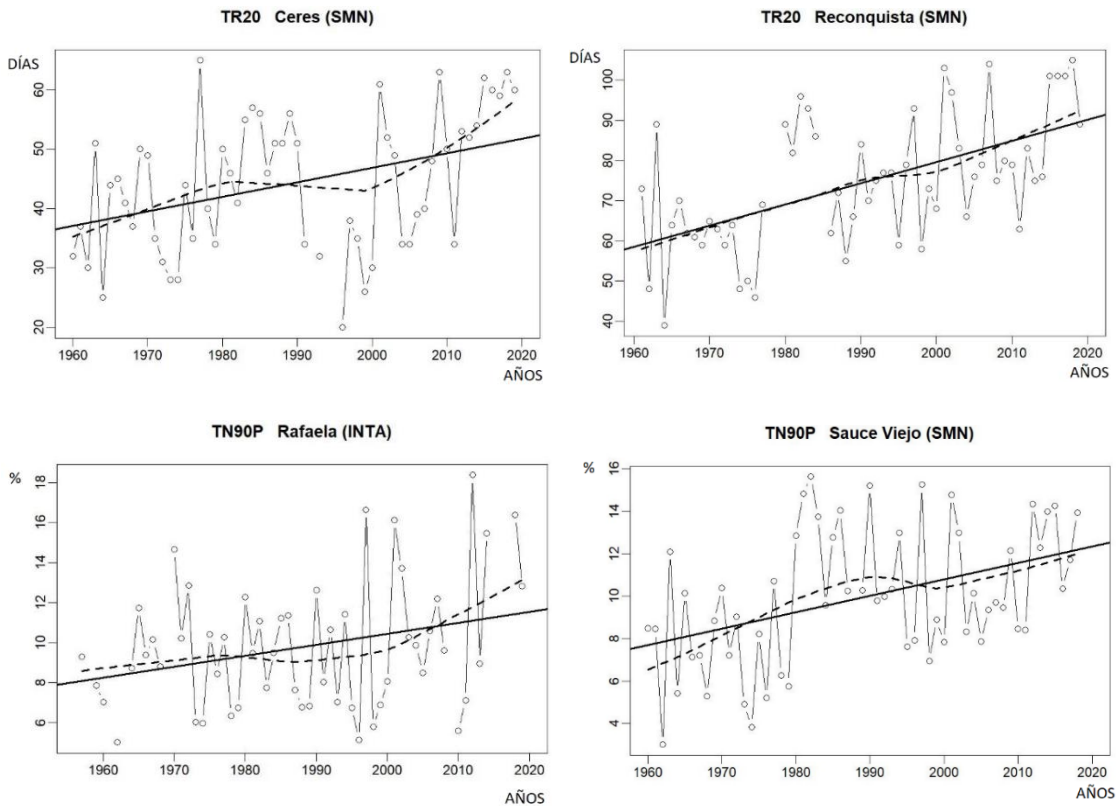 TR20 Ceres (SMN)
DÍAS
60
50
40
30
20
1960 1970 1980 1990 2000 2010 2020
AÑOS
TR20 Reconquista (SMN)
DÍAS
100
90
80
70
60
50
40
1960 1970 1980 1990 2000 2010 2020
AÑOS
TN90P Rafaela (INTA)
%
18
16
14
12
10
8
6
1960 1970 1980 1990 2000 2010 2020
AÑOS
TN90P Sauce Viejo (SMN)
%
16
14
12
10
8
6
4
1960 1970 1980 1990 2000 2010 2020
AÑOS